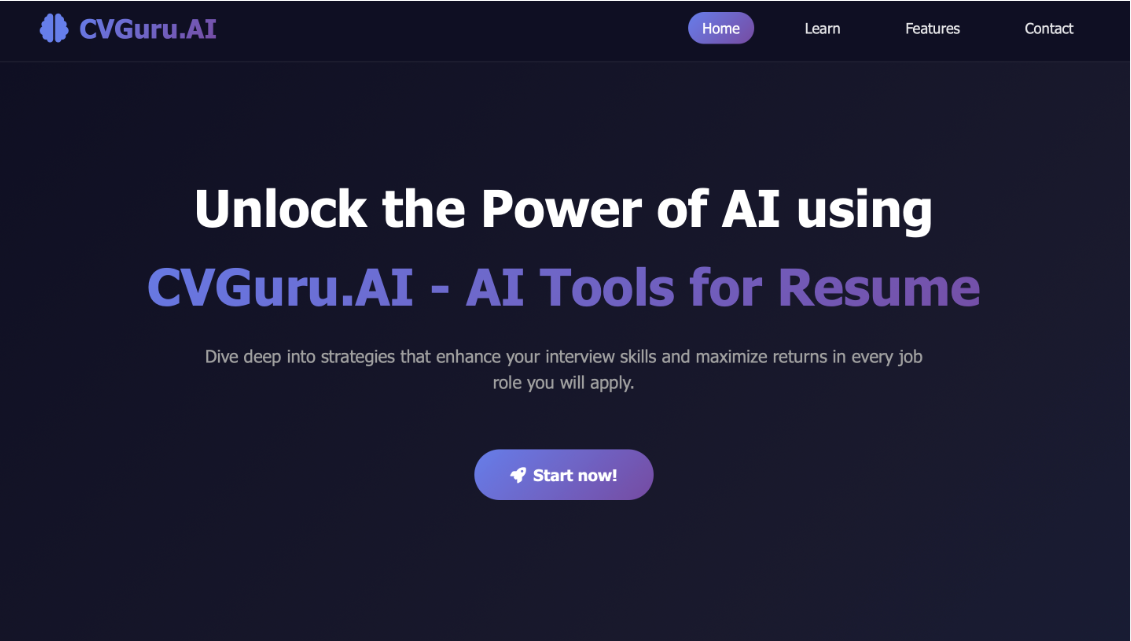 CVGuru.AI
Home
Learn
Features
Contact
Unlock the Power of AI using
CVGuru.AI - AI Tools for Resume
Dive deep into strategies that enhance your interview skills and maximize returns in every job
role you will apply.
Start now!